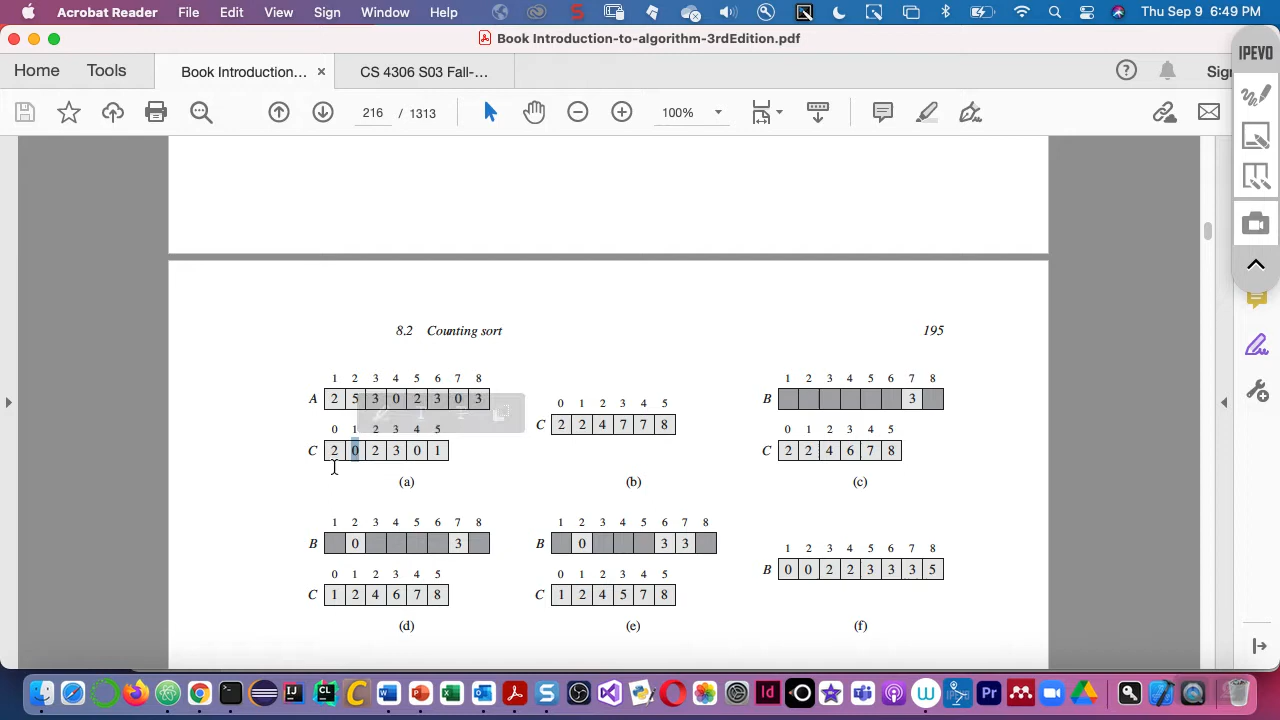 Acrobat Reader File Edit View Sign Window Help Thu Sep 9 6:49 PM
Book Introduction-to-algorithm-3rdEdition.pdf
IPEVO
Home Tools Book Introduction... × CS 4306 S03 Fall-... Sign
216 / 1313 100%
8.2 Counting sort 195
1 2 3 4 5 6 7 8
A 2 5 3 0 2 3 0 3
0 1 2 3 4 5
C 2 0 2 3 0 1
(a)
0 1 2 3 4 5
C 2 2 4 7 7 8
(b)
1 2 3 4 5 6 7 8
B 3
0 1 2 3 4 5
C 2 2 4 6 7 8
(c)
1 2 3 4 5 6 7 8
B 0 3
0 1 2 3 4 5
C 1 2 4 6 7 8
(d)
1 2 3 4 5 6 7 8
B 0 3 3
0 1 2 3 4 5
C 1 2 4 5 7 8
(e)
1 2 3 4 5 6 7 8
B 0 0 2 2 3 3 3 5
(f)